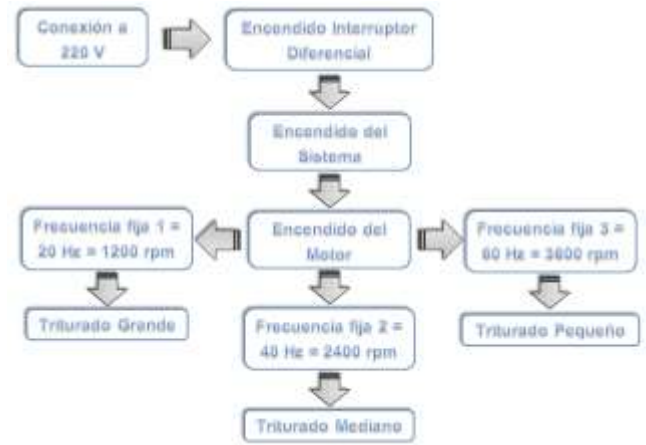 Conexión a
220 V
Encendido Interruptor
Diferencial
Encendido del
Sistema
Encendido del
Motor
Frecuencia fija 1 =
20 Hz = 1200 rpm
Triturado Grande
Frecuencia fija 2 =
40 Hz = 2400 rpm
Triturado Mediano
Frecuencia fija 3 =
60 Hz = 3600 rpm
Triturado Pequeño